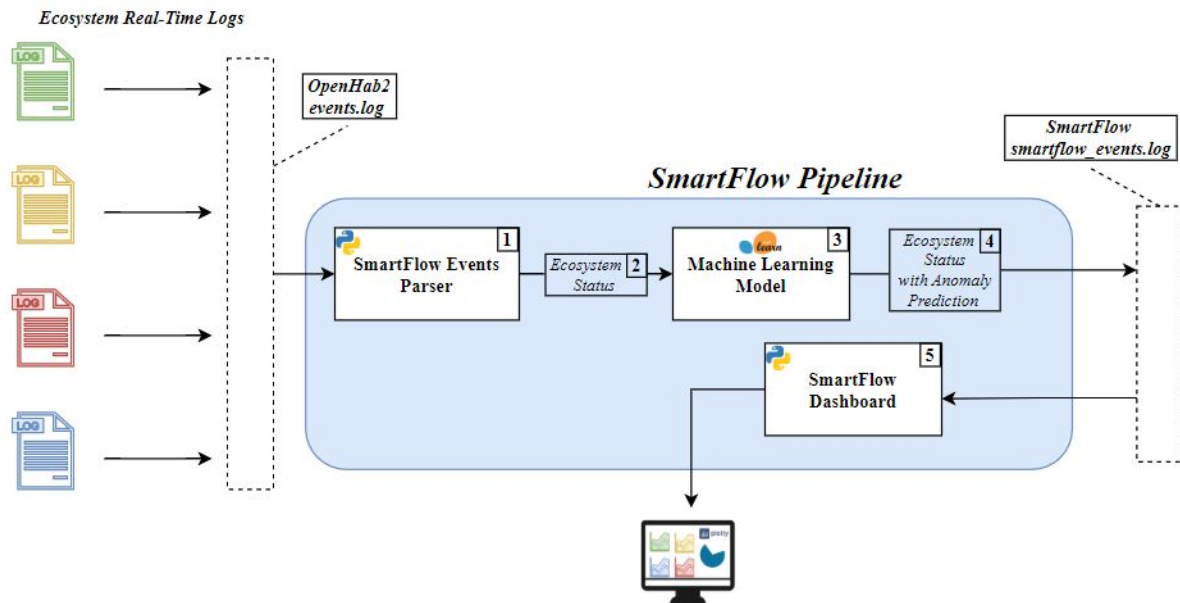 Ecosystem Real-Time Logs
LOG
OpenHab2
events.log
SmartFlow
smartflow_events.log
LOG
SmartFlow Pipeline
1
SmartFlow Events
Parser
Ecosystem
Status
2
learn
3
Machine Learning
Model
Ecosystem
Status
with Anomaly
Prediction
4
LOG
5
SmartFlow
Dashboard
LOG
plotly